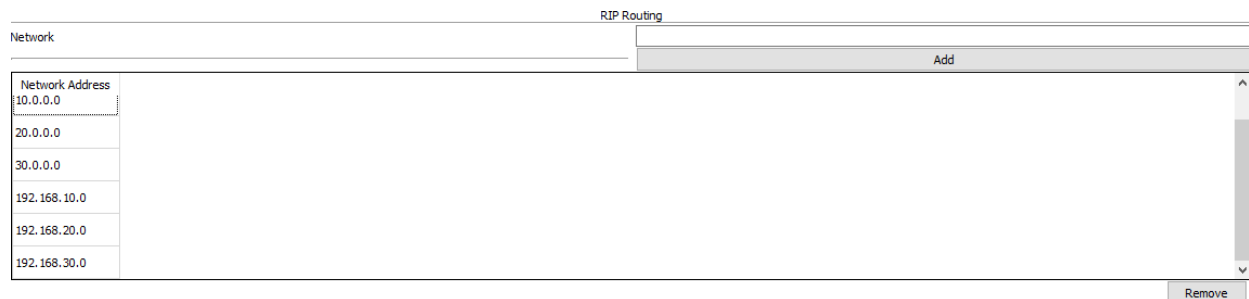 RIP Routing
Network
Add
Network Address
10.0.0.0
20.0.0.0
30.0.0.0
192.168.10.0
192.168.20.0
192.168.30.0
Remove